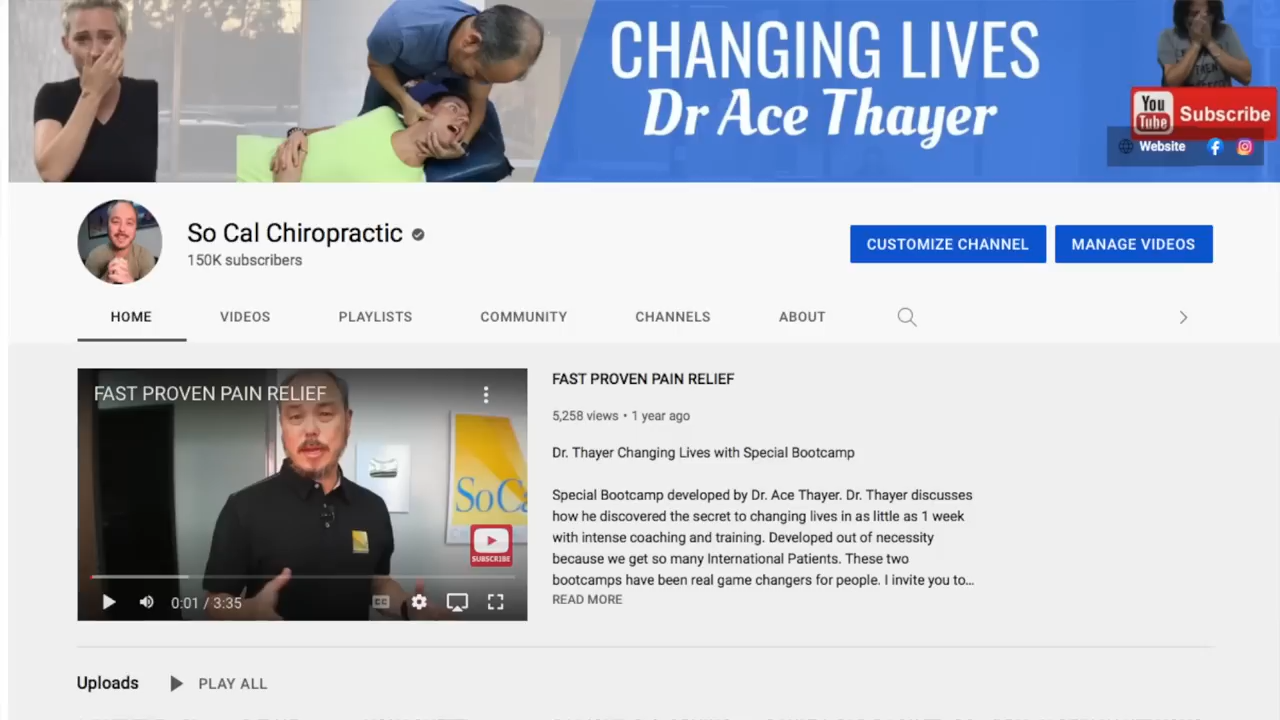 CHANGING LIVES
Dr Ace Thayer
You
Tube
Subscribe
Website
So Cal Chiropractic
150K subscribers
CUSTOMIZE CHANNEL
MANAGE VIDEOS
HOME
VIDEOS
PLAYLISTS
COMMUNITY
CHANNELS
ABOUT
FAST PROVEN PAIN RELIEF
So C
SUBSCRIBE
0:01 / 3:35
CC
FAST PROVEN PAIN RELIEF
5,258 views • 1 year ago
Dr. Thayer Changing Lives with Special Bootcamp
Special Bootcamp developed by Dr. Ace Thayer. Dr. Thayer discusses
how he discovered the secret to changing lives in as little as 1 week
with intense coaching and training. Developed out of necessity
because we get so many International Patients. These two
bootcamps have been real game changers for people. I invite you to...
READ MORE
Uploads
PLAY ALL